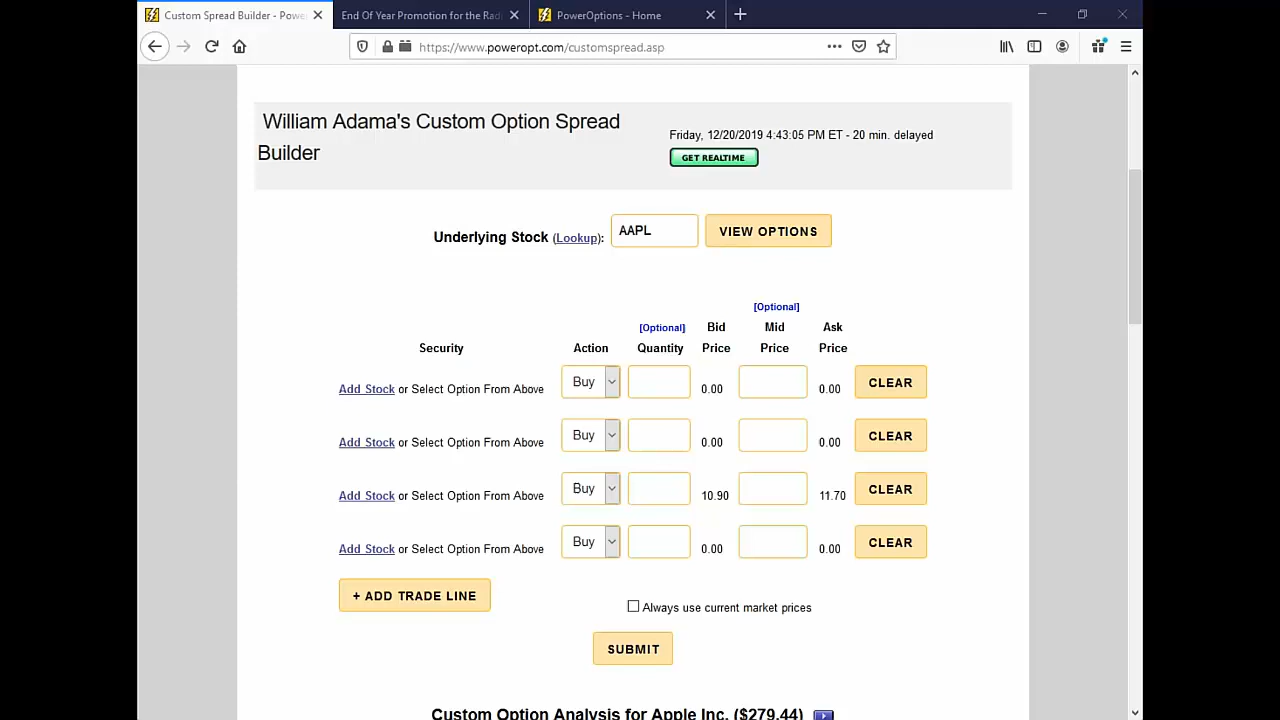 Custom Spread Builder - Powe
End Of Year Promotion for the Rad
PowerOptions - Home
https://www.poweropt.com/customspread.asp
William Adama's Custom Option Spread
Builder
Friday, 12/20/2019 4:43:05 PM ET - 20 min. delayed
GET REALTIME
Underlying Stock (Lookup): AAPL VIEW OPTIONS
[Optional]
[Optional] Bid Mid Ask
Security Action Quantity Price Price Price
Add Stock or Select Option From Above Buy 0.00 0.00 CLEAR
Add Stock or Select Option From Above Buy 0.00 0.00 CLEAR
Add Stock or Select Option From Above Buy 10.90 11.70 CLEAR
Add Stock or Select Option From Above Buy 0.00 0.00 CLEAR
+ ADD TRADE LINE
Always use current market prices
SUBMIT
Custom Option Analysis for Apple Inc. ($279.44)